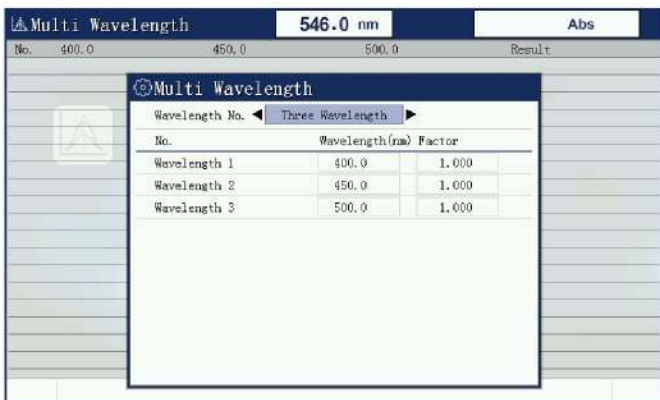 Multi Wavelength 546.0 nm Abs
No. 400.0 450.0 500.0 Result
Multi Wavelength
Wavelength No. ◀ Three Wavelength ▶
No. Wavelength(nm) Factor
Wavelength 1 400.0 1.000
Wavelength 2 450.0 1.000
Wavelength 3 500.0 1.000